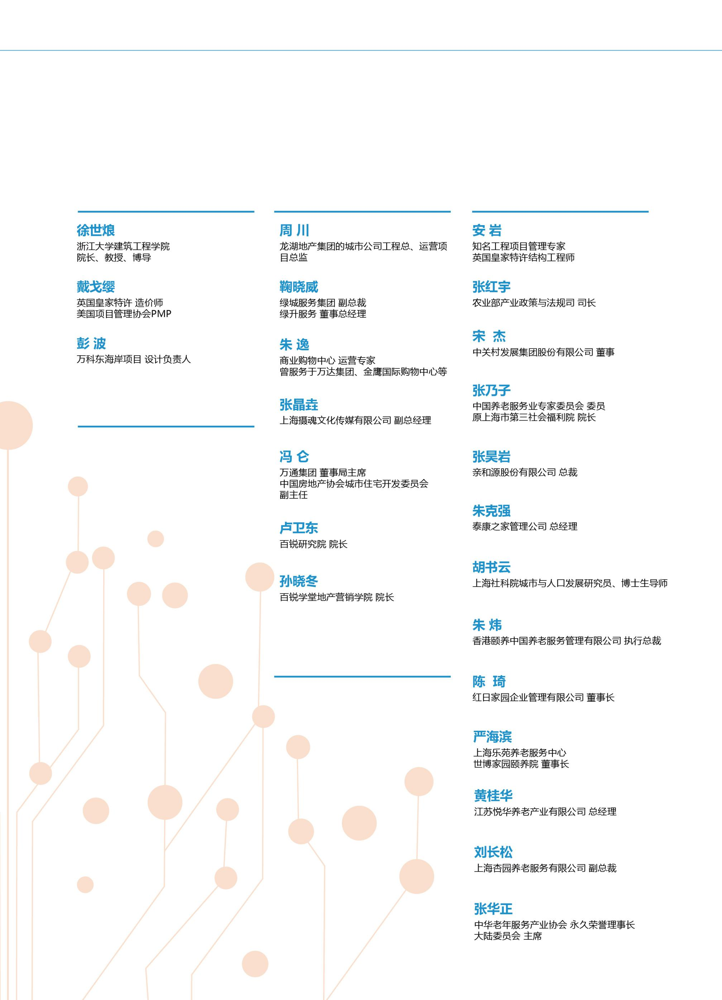 徐世烺
浙江大学建筑工程学院
院长、教授、博导
戴戈缨
英国皇家特许 造价师
美国项目管理协会PMP
彭 波
万科东海岸项目 设计负责人
周 川
龙湖地产集团的城市公司工程总、运营项
目总监
鞠晓威
绿城服务集团 副总裁
绿升服务 董事总经理
朱 逸
商业购物中心 运营专家
曾服务于万达集团、金鹰国际购物中心等
张晶垚
上海摄魂文化传媒有限公司 副总经理
冯 仑
万通集团 董事局主席
中国房地产协会城市住宅开发委员会
副主任
卢卫东
百锐研究院 院长
孙晓冬
百锐学堂地产营销学院 院长
安 岩
知名工程项目管理专家
英国皇家特许结构工程师
张红宇
农业部产业政策与法规司 司长
宋 杰
中关村发展集团股份有限公司 董事
张乃子
中国养老服务业专家委员会 委员
原上海市第三社会福利院 院长
张昊岩
亲和源股份有限公司 总裁
朱克强
泰康之家管理公司 总经理
胡书云
上海社科院城市与人口发展研究员、博士生导师
朱 炜
香港颐养中国养老服务管理有限公司 执行总裁
陈 琦
红日家园企业管理有限公司 董事长
严海滨
上海乐苑养老服务中心
世博家园颐养院 董事长
黄桂华
江苏悦华养老产业有限公司 总经理
刘长松
上海杏园养老服务有限公司 副总裁
张华正
中华老年服务产业协会 永久荣誉理事长
大陆委员会 主席